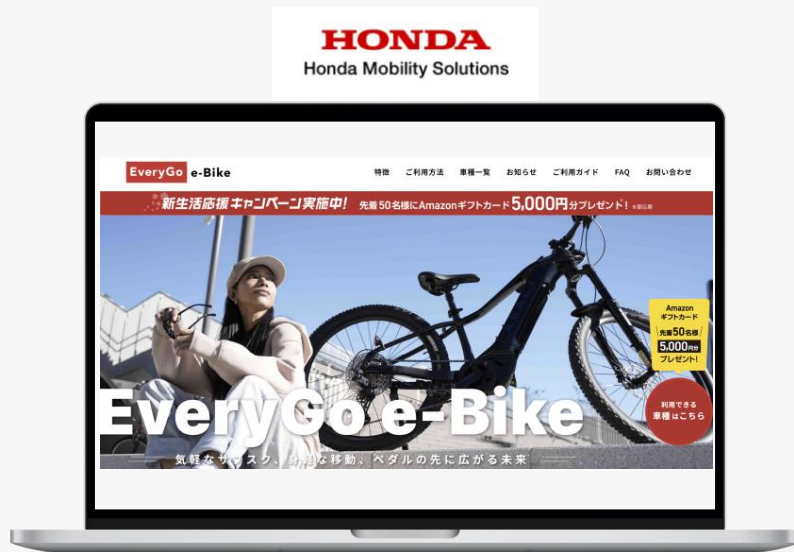 HONDA
Honda Mobility Solutions
EveryGo e-Bike
特徴 ご利用方法 車種一覧 お知らせ ご利用ガイド FAQ お問い合わせ
新生活応援キャンペーン実施中! 先着50名様にAmazonギフトカード5,000円分プレゼント!
Amazon
ギフトカード
先着50名様
5,000円分
プレゼント!
利用できる
車種はこちら
EveryGo e-Bike
気軽なサブスク、身軽な移動、ペダルの先に広がる未来